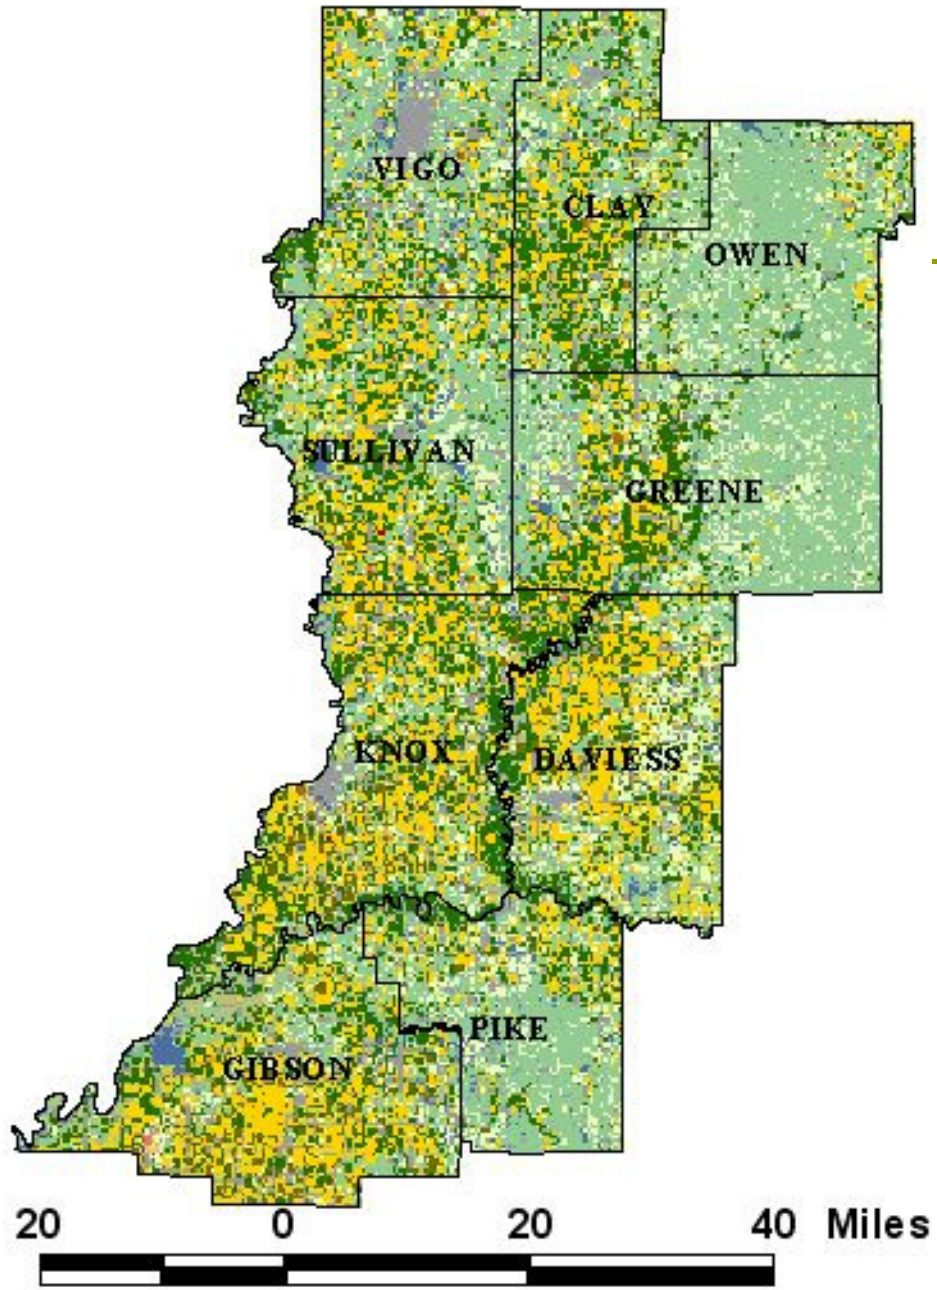 VIGO
CLAY
OWEN
SULLIVAN
GREENE
KNOX
DAVIESS
PIKE
GIBSON
20 0 20 40 Miles